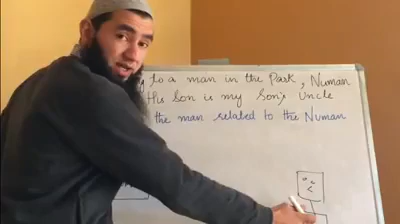 to a man in the Park, Numan
His Son is my Son's Uncle
the man related to the Numan